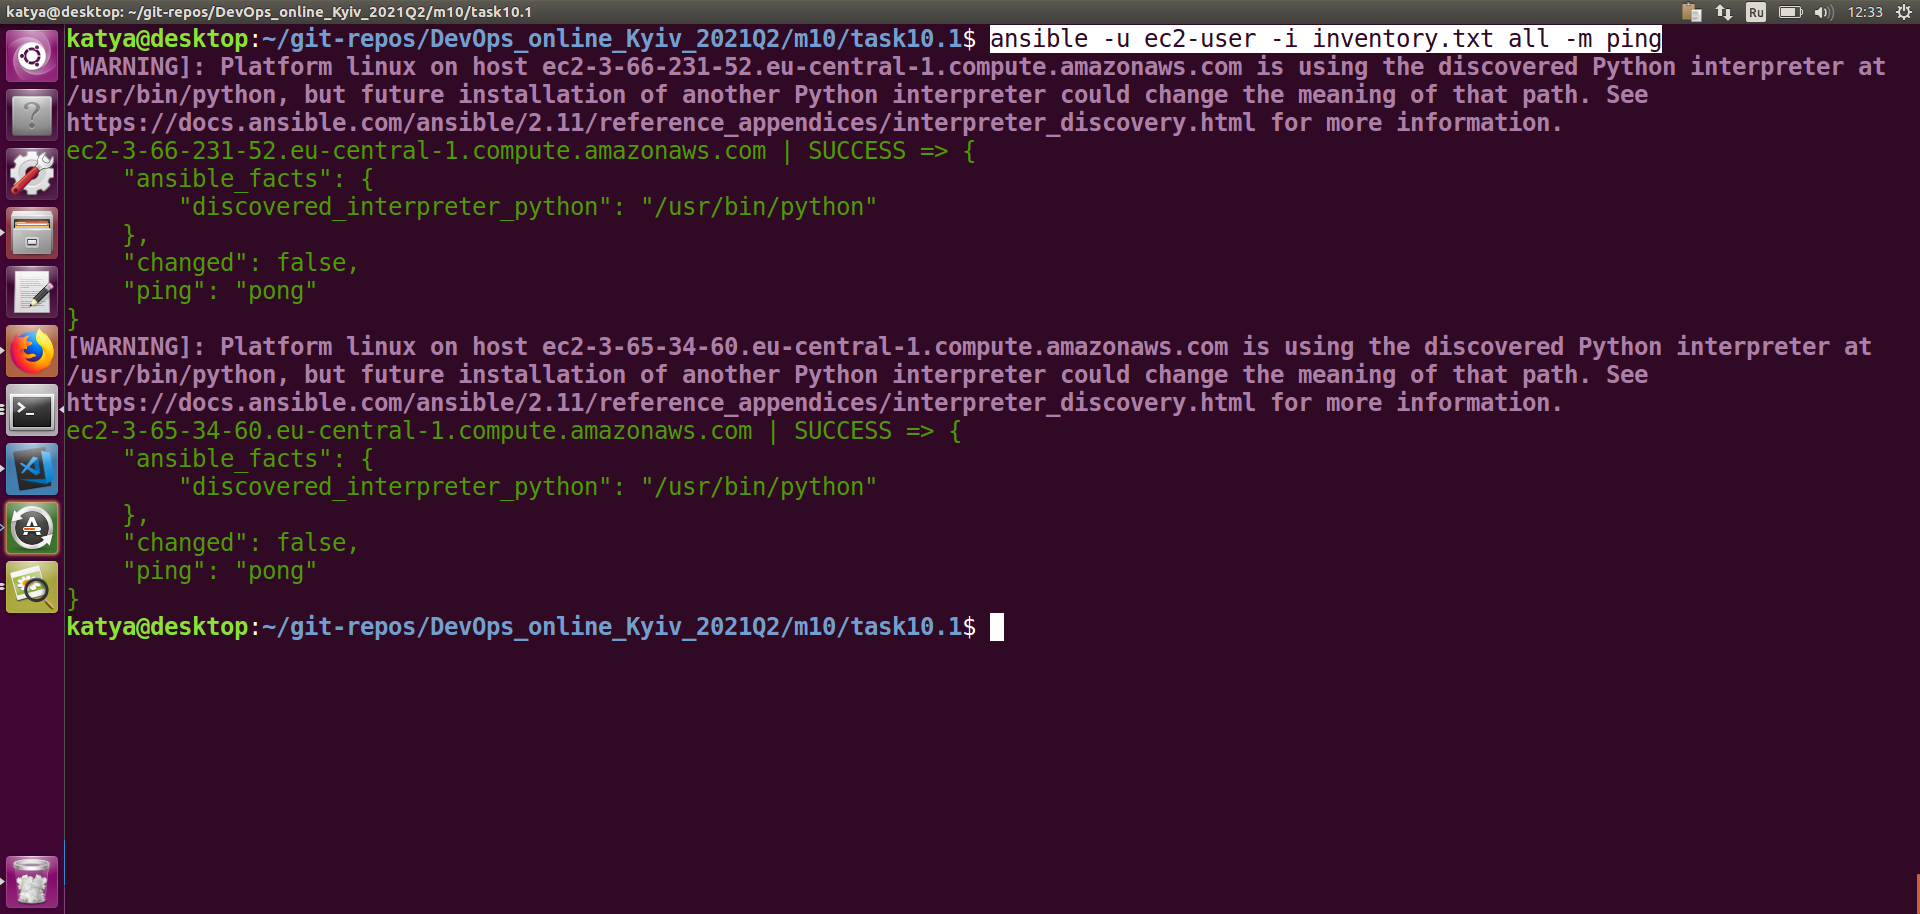 katya@desktop: ~/git-repos/DevOps_online_Kyiv_2021Q2/m10/task10.1 Ru 12:33
katya@desktop:~/git-repos/DevOps_online_Kyiv_2021Q2/m10/task10.1$ ansible -u ec2-user -i inventory.txt all -m ping
[WARNING]: Platform linux on host ec2-3-66-231-52.eu-central-1.compute.amazonaws.com is using the discovered Python interpreter at
/usr/bin/python, but future installation of another Python interpreter could change the meaning of that path. See
https://docs.ansible.com/ansible/2.11/reference_appendices/interpreter_discovery.html for more information.
ec2-3-66-231-52.eu-central-1.compute.amazonaws.com | SUCCESS => {
    "ansible_facts": {
        "discovered_interpreter_python": "/usr/bin/python"
    },
    "changed": false,
    "ping": "pong"
}
[WARNING]: Platform linux on host ec2-3-65-34-60.eu-central-1.compute.amazonaws.com is using the discovered Python interpreter at
/usr/bin/python, but future installation of another Python interpreter could change the meaning of that path. See
https://docs.ansible.com/ansible/2.11/reference_appendices/interpreter_discovery.html for more information.
ec2-3-65-34-60.eu-central-1.compute.amazonaws.com | SUCCESS => {
    "ansible_facts": {
        "discovered_interpreter_python": "/usr/bin/python"
    },
    "changed": false,
    "ping": "pong"
}
katya@desktop:~/git-repos/DevOps_online_Kyiv_2021Q2/m10/task10.1$